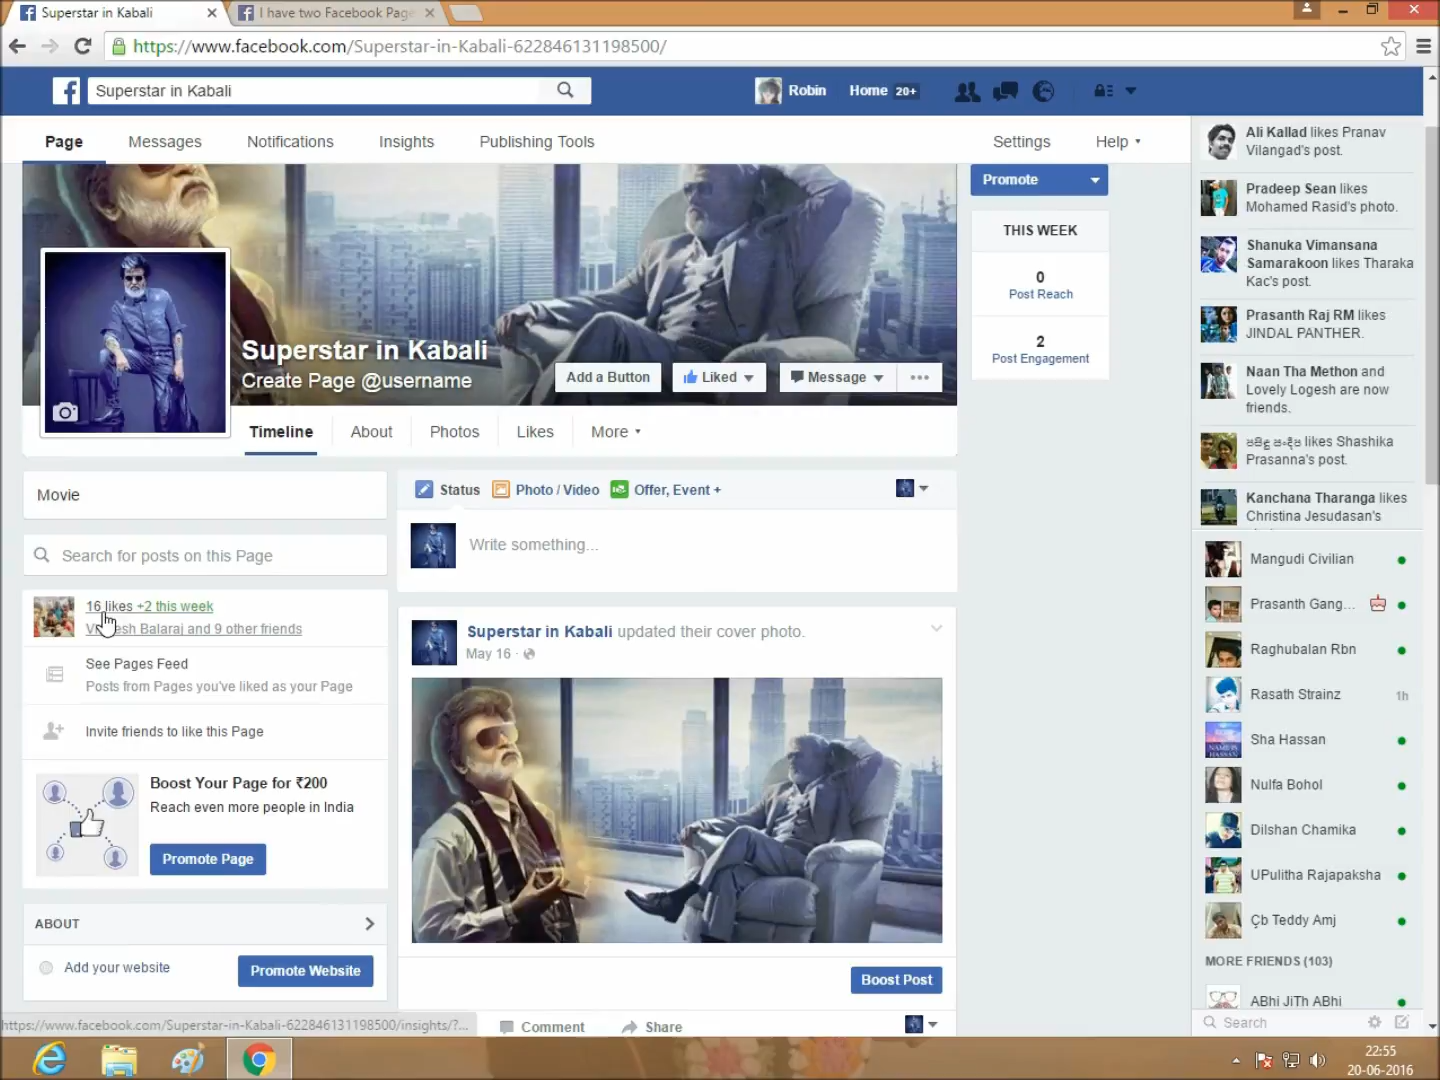 Superstar in Kabali
I have two Facebook Page
https://www.facebook.com/Superstar-in-Kabali-622846131198500/
Superstar in Kabali
Robin
Home 20+
Page
Messages
Notifications
Insights
Publishing Tools
Settings
Help
Superstar in Kabali
Create Page @username
Add a Button
Liked
Message
Timeline
About
Photos
Likes
More
Promote
THIS WEEK
0
Post Reach
2
Post Engagement
Movie
Search for posts on this Page
16 likes +2 this week
Balaraj and 9 other friends
See Pages Feed
Posts from Pages you've liked as your Page
Invite friends to like this Page
Boost Your Page for ₹200
Reach even more people in India
Promote Page
ABOUT
Add your website
Promote Website
https://www.facebook.com/Superstar-in-Kabali-622846131198500/insights/?...
Status
Photo / Video
Offer, Event +
Write something...
Superstar in Kabali updated their cover photo.
May 16
Boost Post
Comment
Share
Ali Kallad likes Pranav
Vilangad's post.
Pradeep Sean likes
Mohamed Rasid's photo.
Shanuka Vimansana
Samarakoon likes Tharaka
Kac's post.
Prasanth Raj RM likes
JINDAL PANTHER.
Naan Tha Methon and
Lovely Logesh are now
friends.
likes Shashika
Prasanna's post.
Kanchana Tharanga likes
Christina Jesudasan's
Mangudi Civilian
Prasanth Gang...
Raghubalan Rbn
Rasath Strainz
1h
Sha Hassan
Nulfa Bohol
Dilshan Chamika
UPulitha Rajapaksha
Çb Teddy Amj
MORE FRIENDS (103)
ABhi JiTh ABhi
Search
22:55
20-06-2016